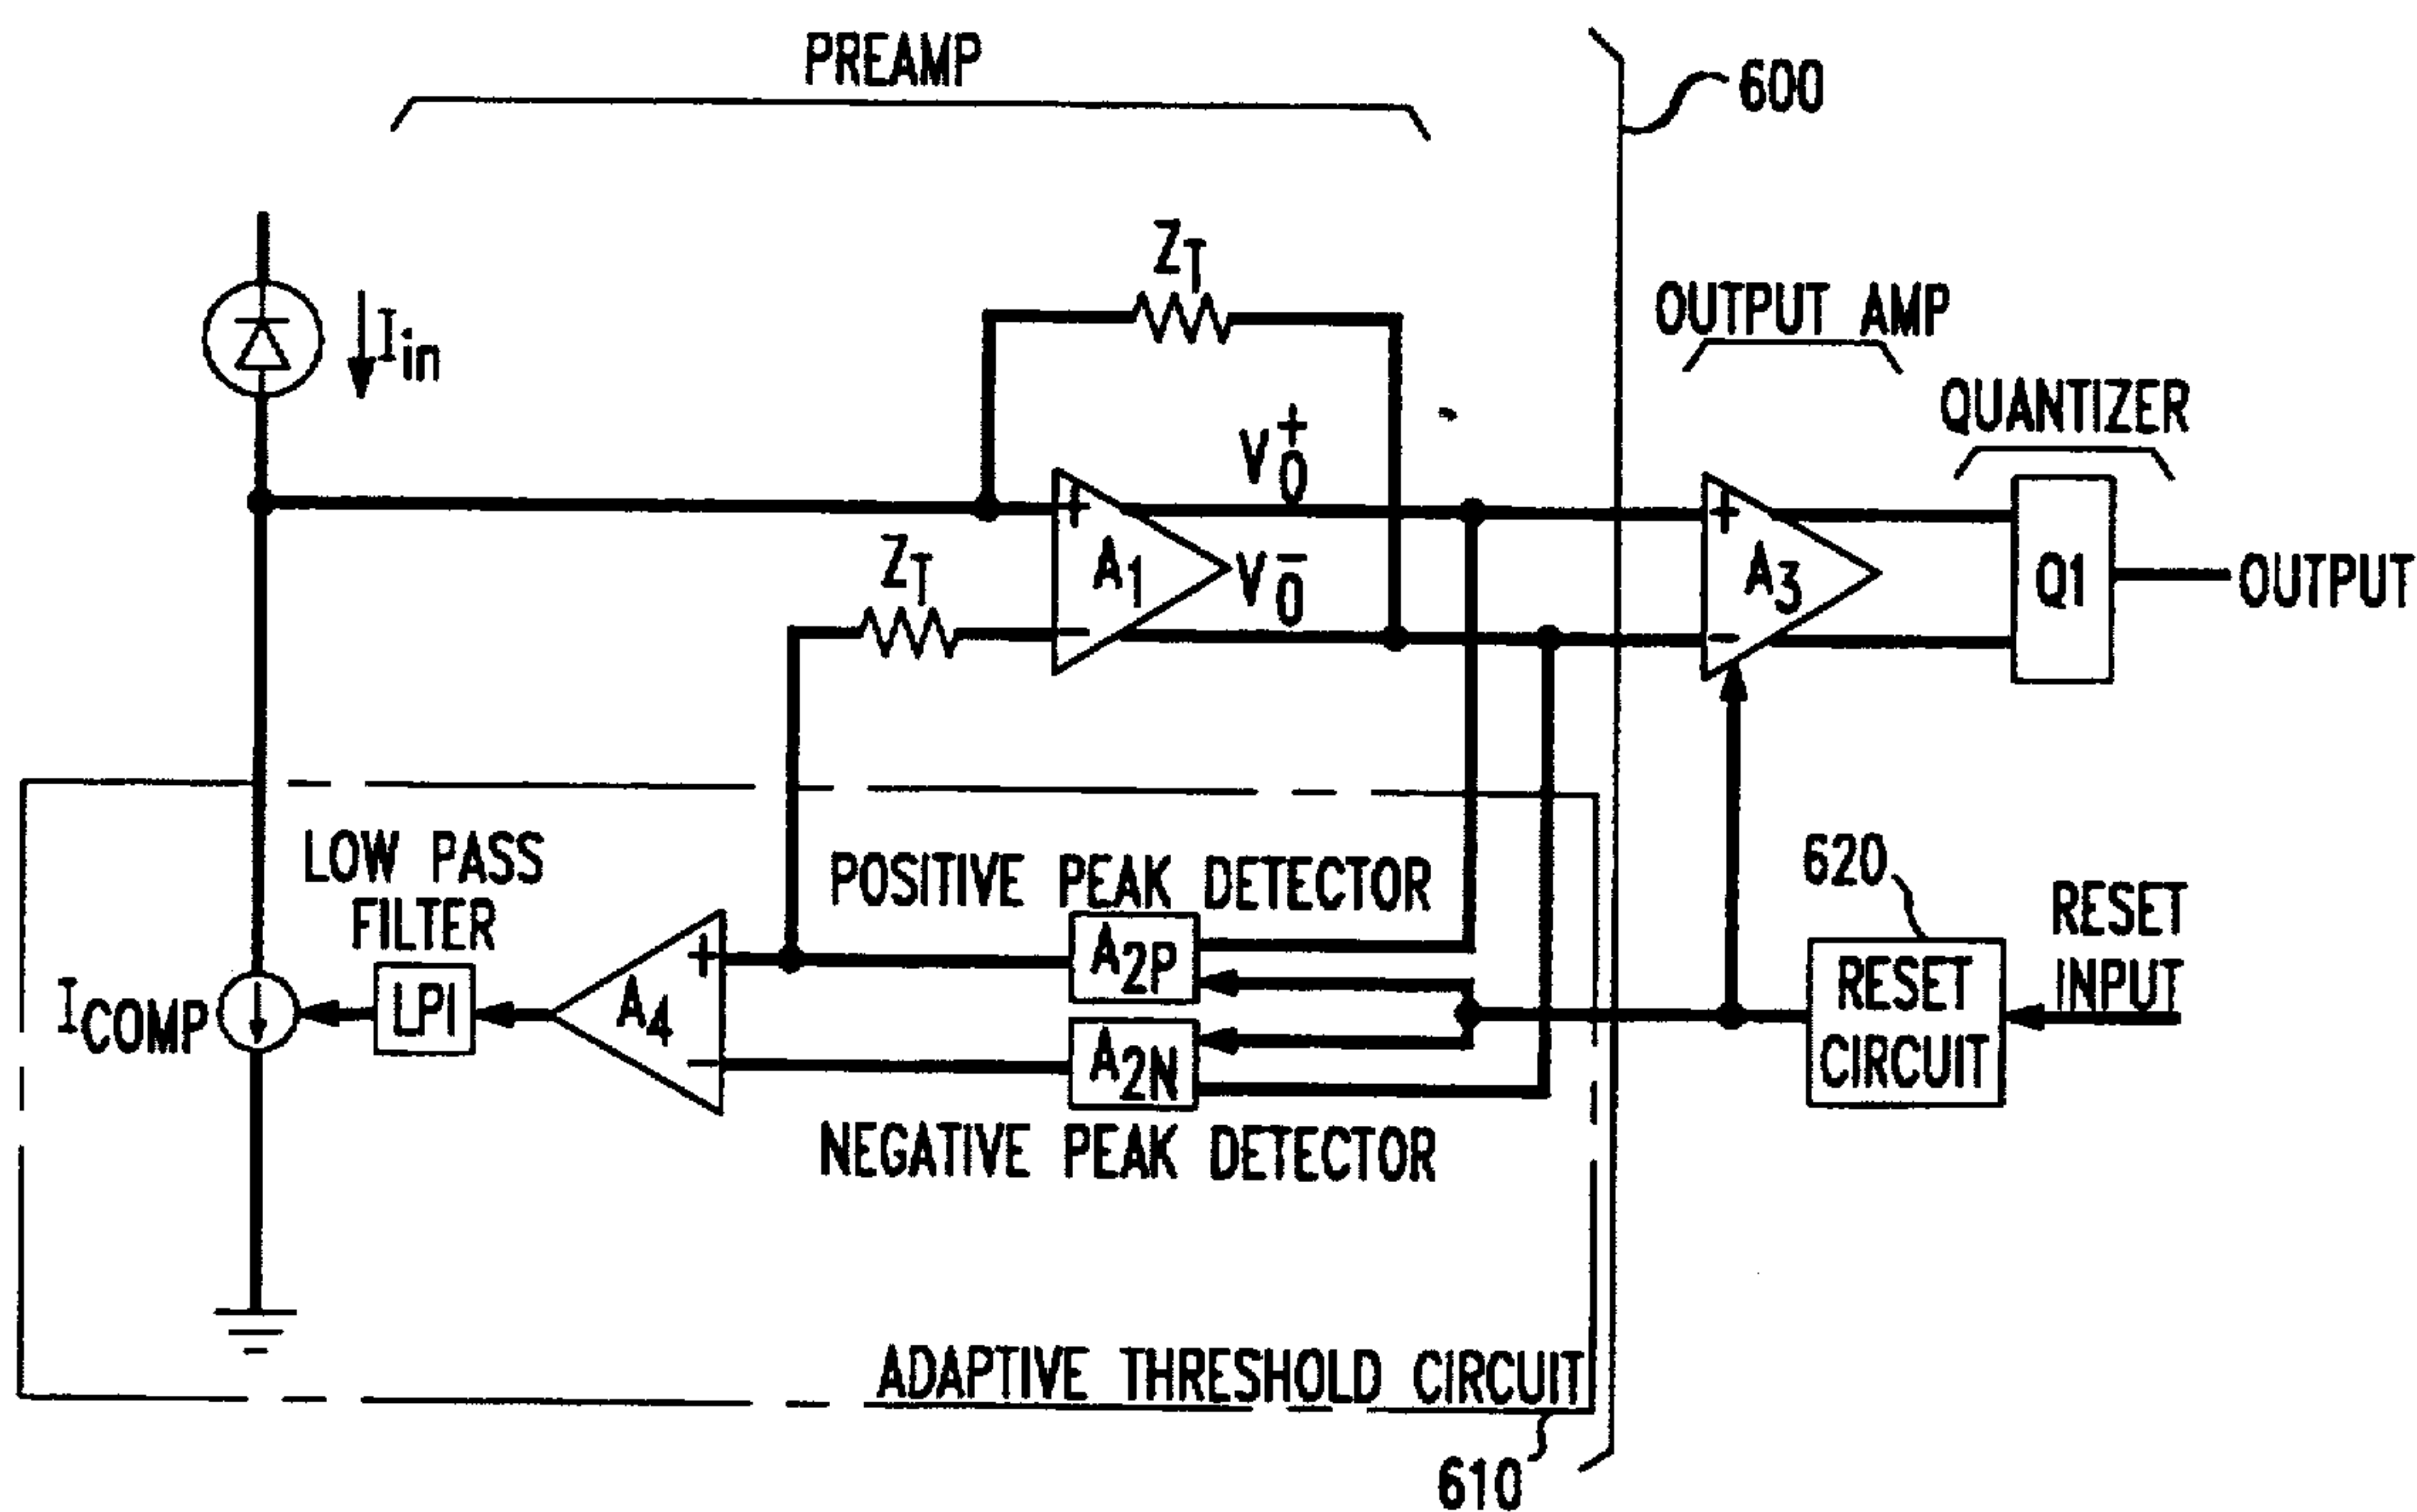 PREAMP
600
Iin
ZT
OUTPUT AMP
QUANTIZER
V0+
ZT
+
A1
V0-
-
+
A3
-
Q1
OUTPUT
LOW PASS
FILTER
POSITIVE PEAK DETECTOR
620
RESET
INPUT
ICOMP
LPI
A4
+
-
A2P
A2N
RESET
CIRCUIT
NEGATIVE PEAK DETECTOR
ADAPTIVE THRESHOLD CIRCUIT
610